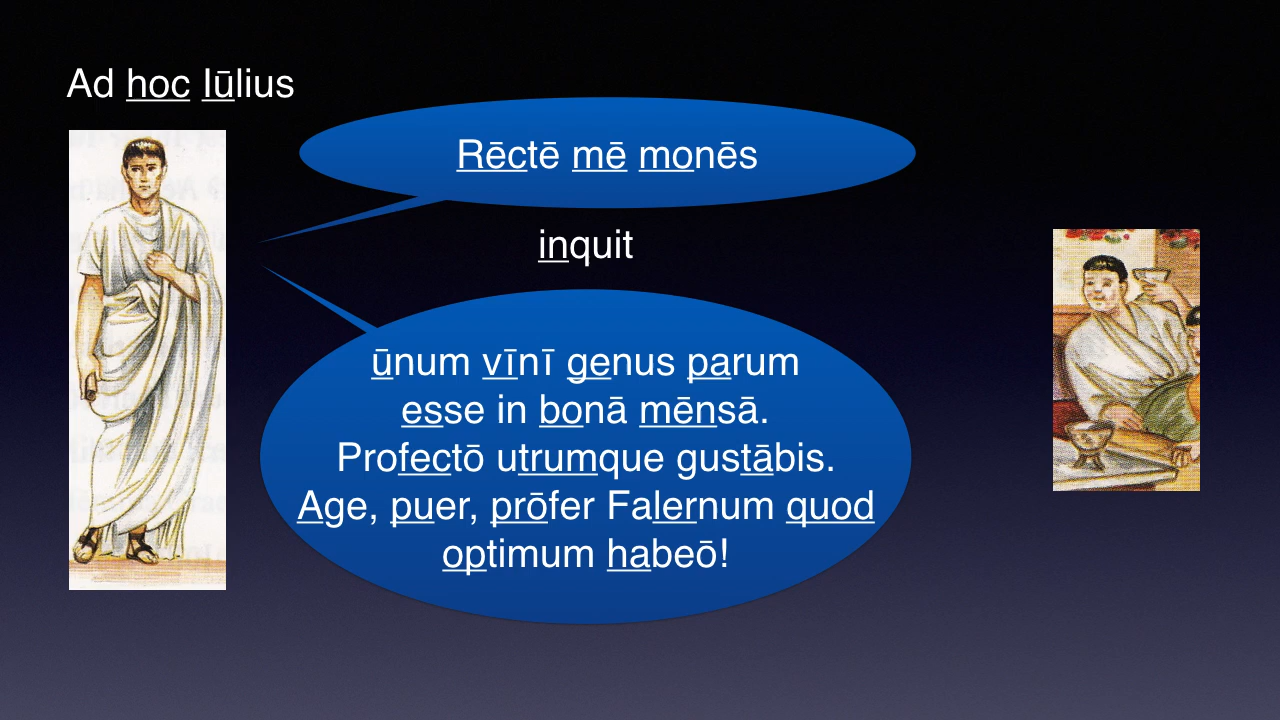 Ad hoc Iūlius
Rēctē mē monēs
inquit
ūnum vīnī genus parum
esse in bonā mēnsā.
Profectō utrumque gustābis.
Age, puer, prōfer Falernum quod
optimum habeō!